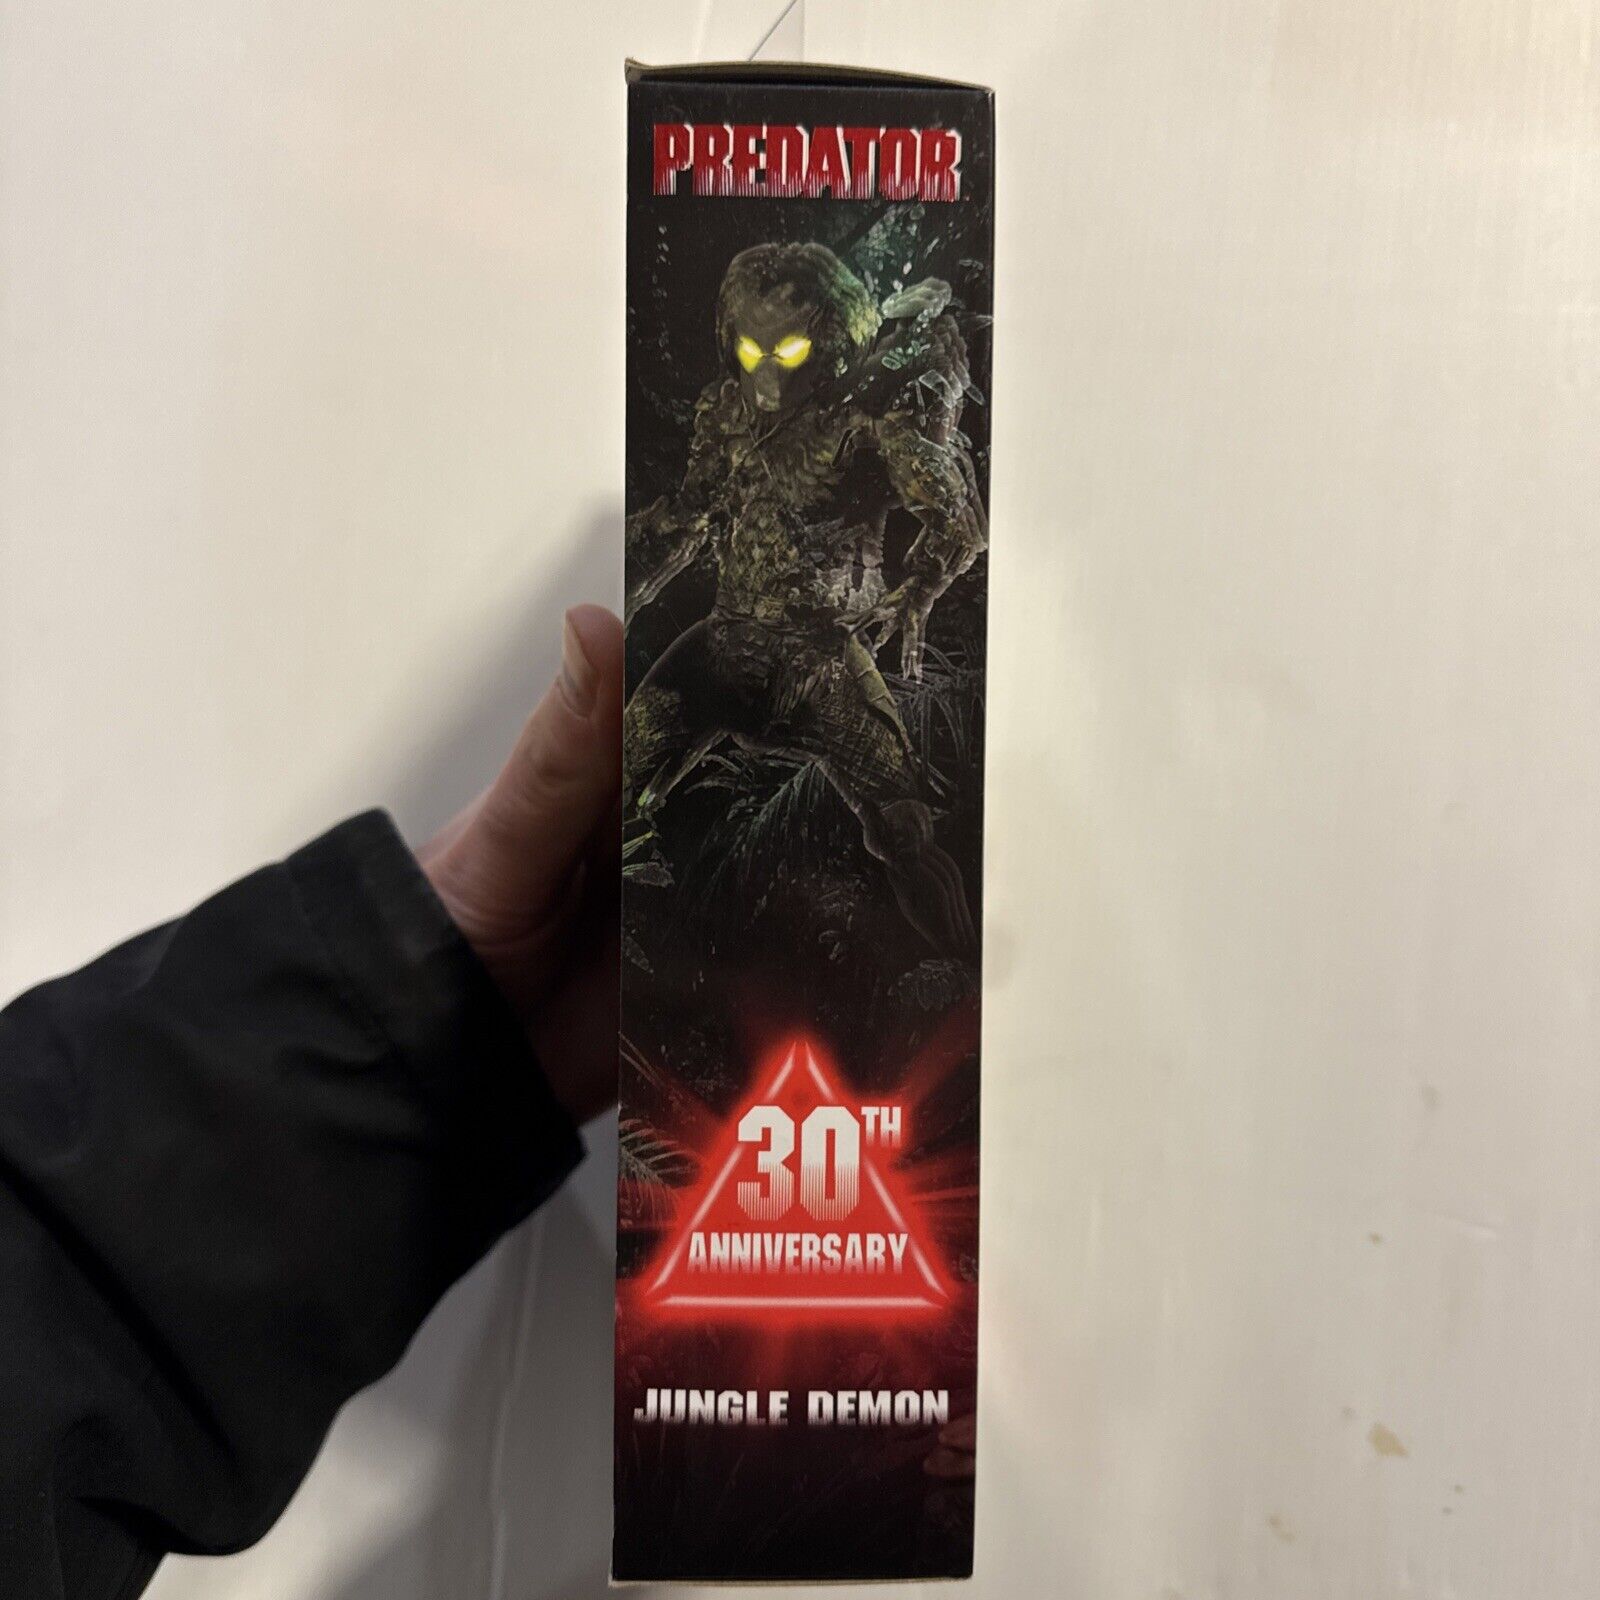 PREDATOR
30TH
ANNIVERSARY
JUNGLE DEMON